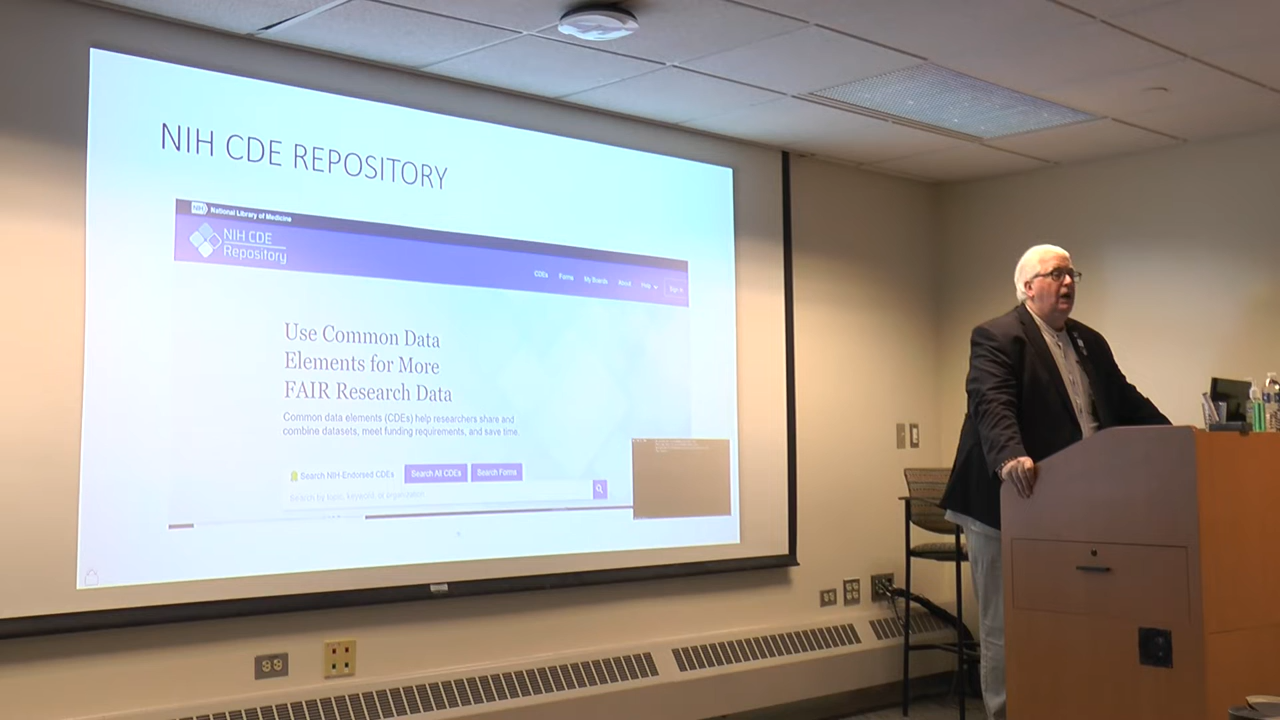 NIH CDE REPOSITORY
NIH National Library of Medicine
NIH CDE
Repository
CDEs Forms My Boards About Help Sign In
Use Common Data
Elements for More
FAIR Research Data
Common data elements (CDEs) help researchers share and
combine datasets, meet funding requirements, and save time.
Search NIH-Endorsed CDEs Search All CDEs Search Forms
Search by topic, keyword, or organization